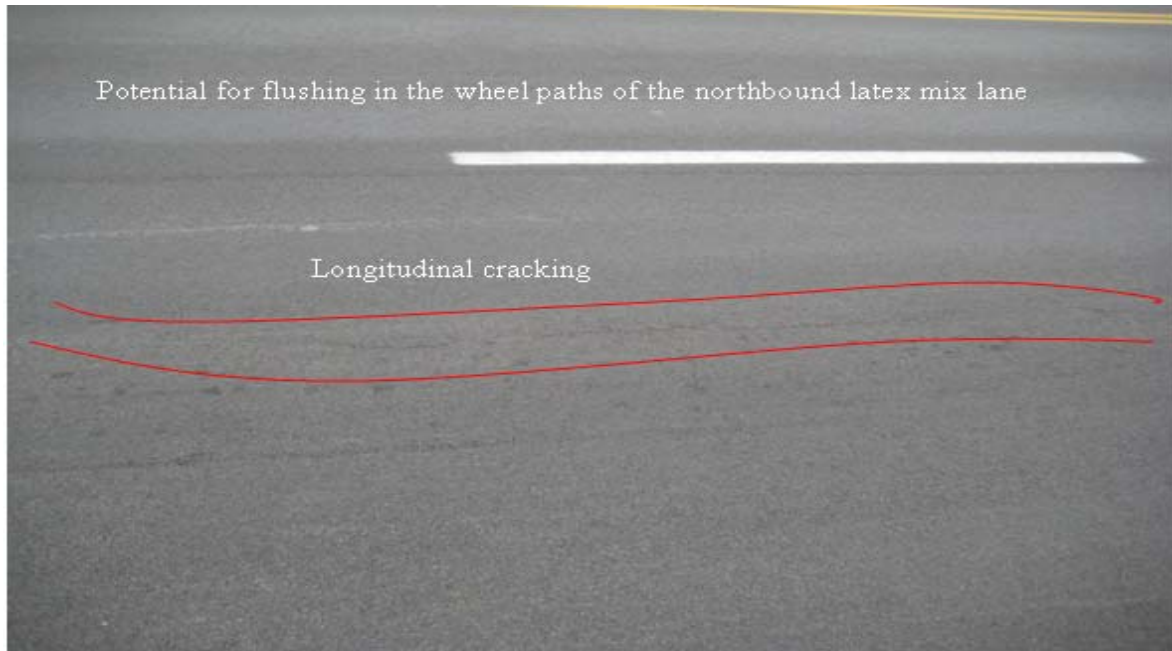 Potential for flushing in the wheel paths of the northbound latex mix lane
Longitudinal cracking